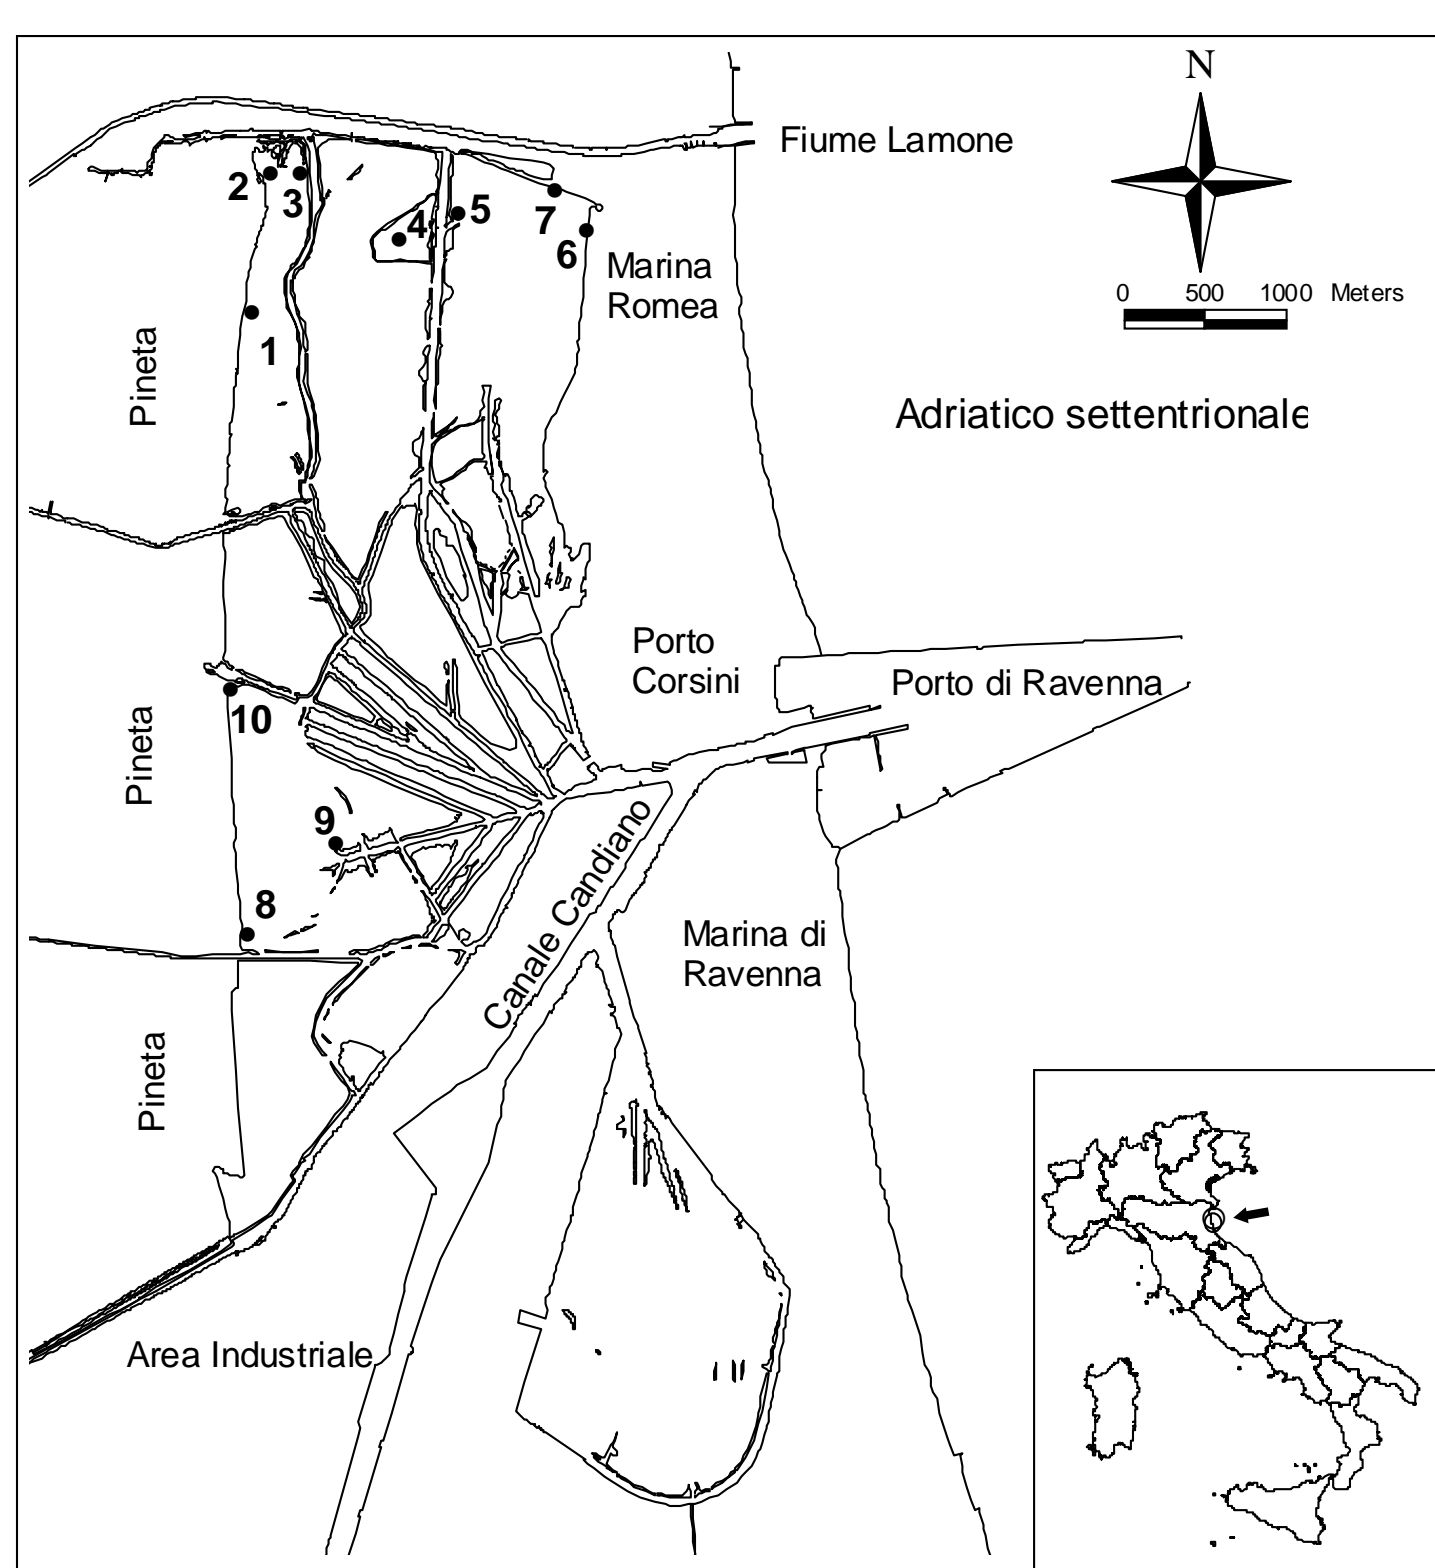 N
Fiume Lamone
2
3
5
7
4
6
Marina
Romea
0 500 1000 Meters
1
Pineta
Adriatico settentrionale
Porto
Corsini
Porto di Ravenna
10
Pineta
9
Canale Candiano
8
Marina di
Ravenna
Pineta
Area Industriale